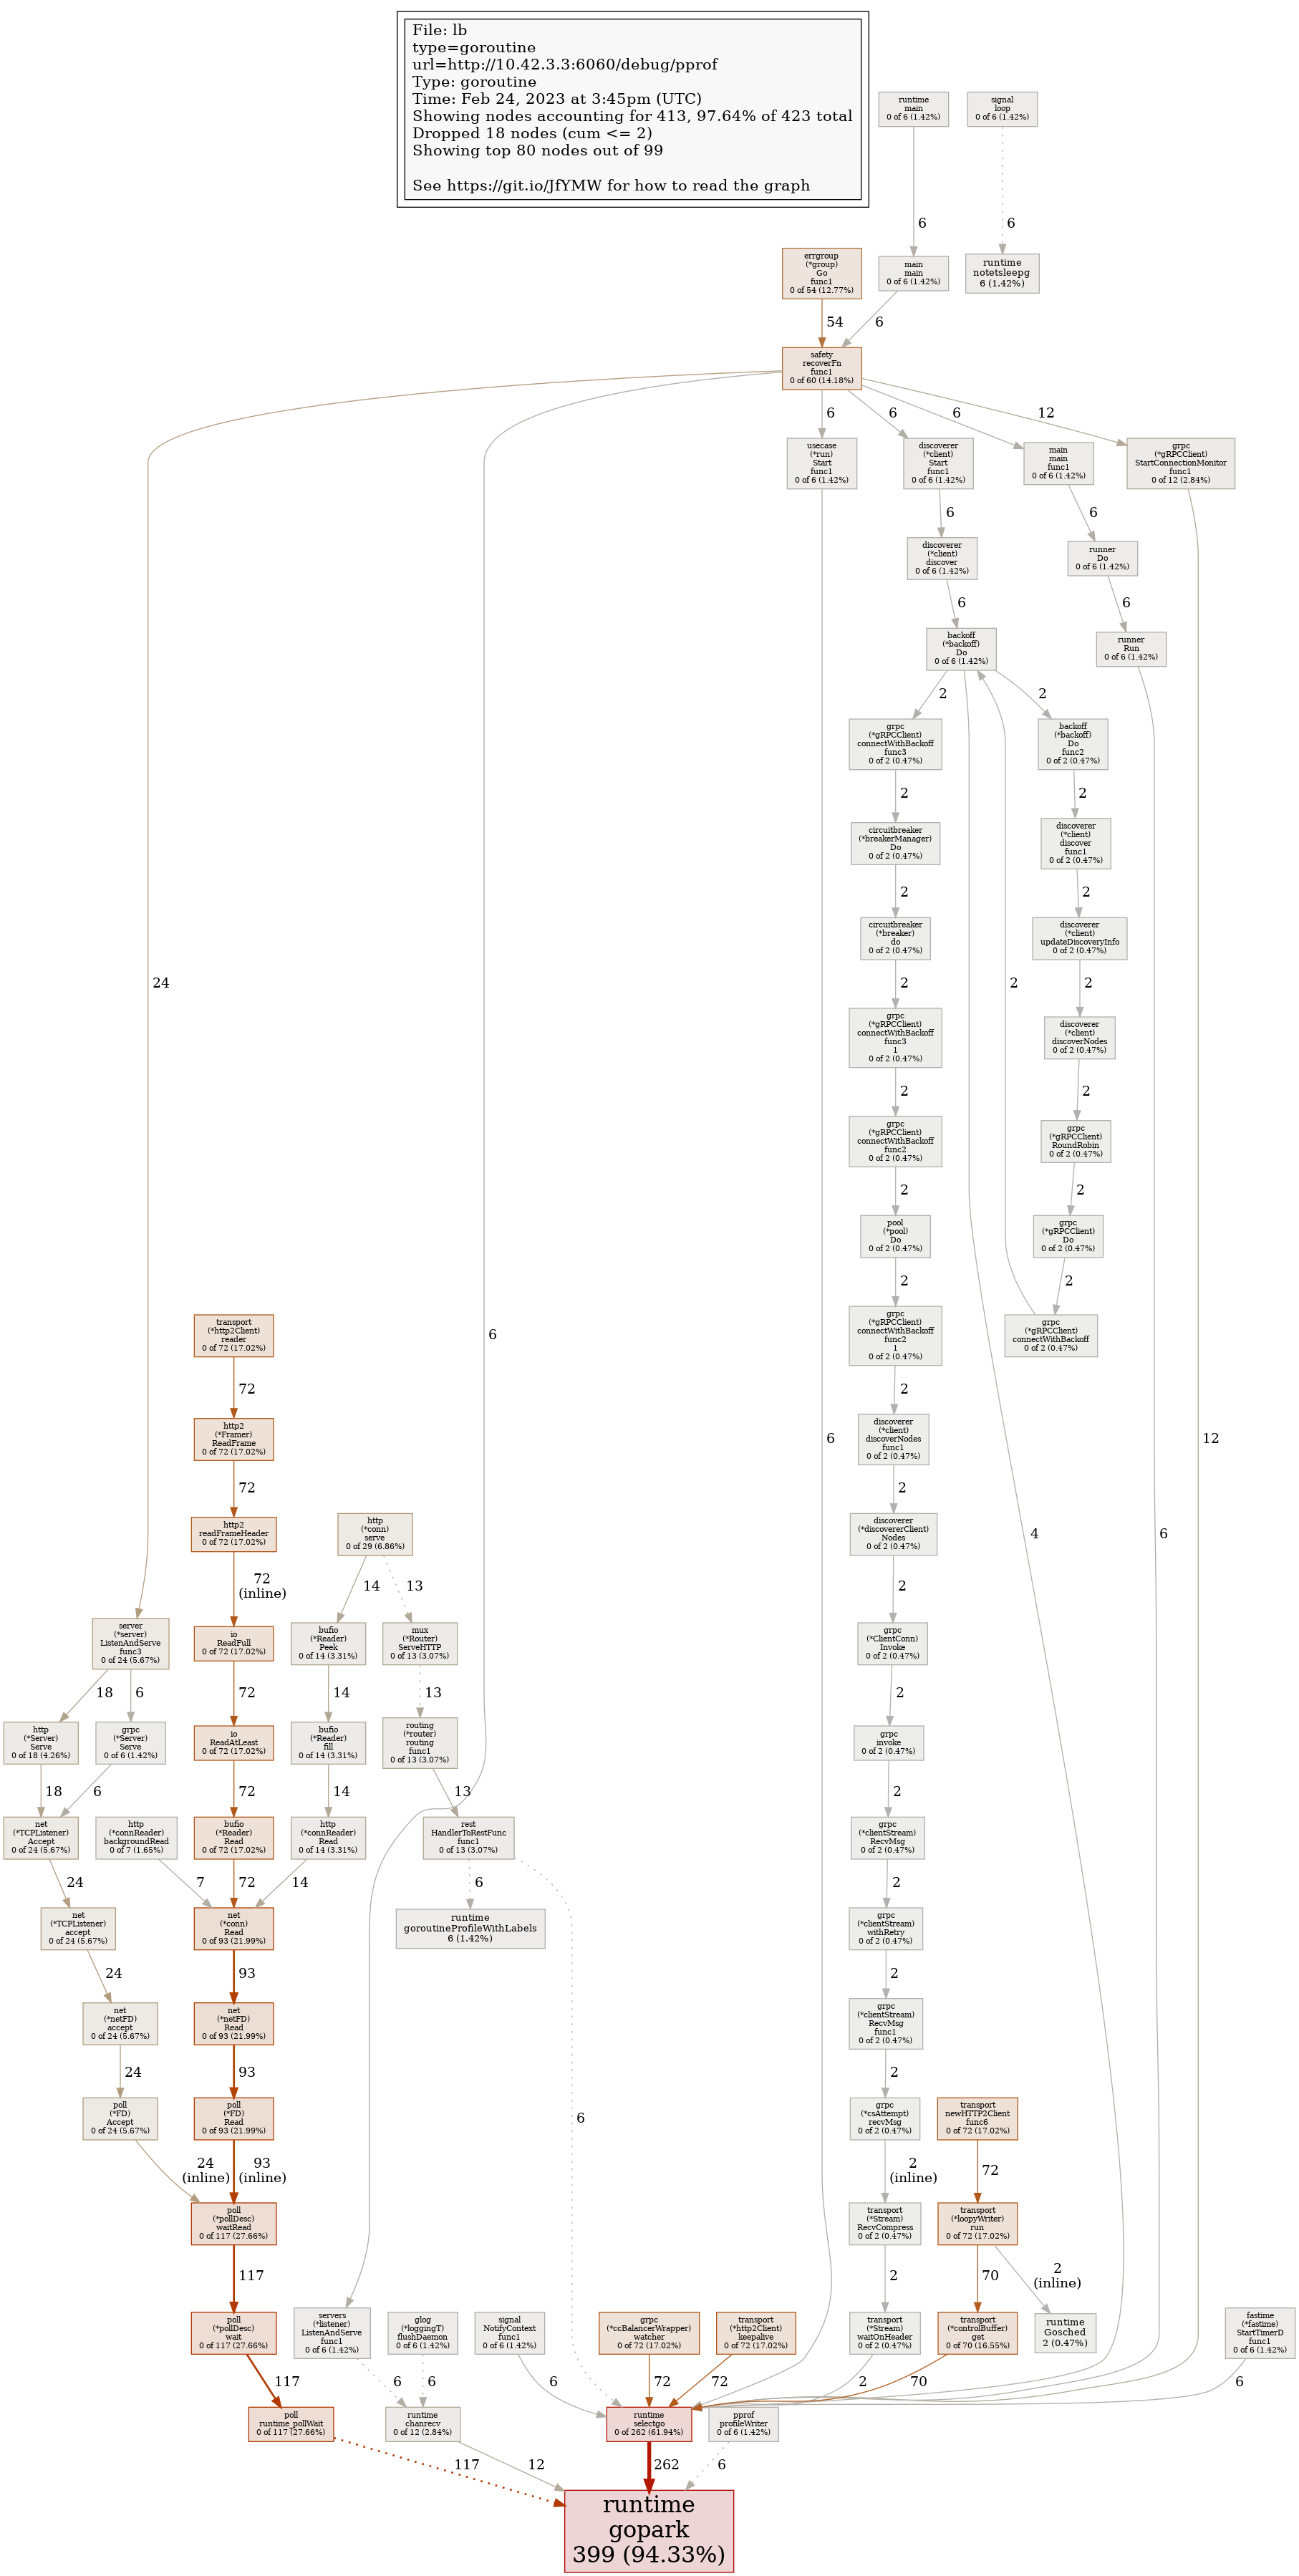 File: lb
type=goroutine
url=http://10.42.3.3:6060/debug/pprof
Type: goroutine
Time: Feb 24, 2023 at 3:45pm (UTC)
Showing nodes accounting for 413, 97.64% of 423 total
Dropped 18 nodes (cum <= 2)
Showing top 80 nodes out of 99
See https://git.io/JfYMW for how to read the graph
runtime
main
0 of 6 (1.42%)
signal
loop
0 of 6 (1.42%)
6
6
errgroup
(*group)
Go
func1
0 of 54 (12.77%)
main
main
0 of 6 (1.42%)
runtime
notetsleepg
6 (1.42%)
54
6
safety
recoverFn
func1
0 of 60 (14.18%)
6
6
6
12
usecase
(*run)
Start
func1
0 of 6 (1.42%)
discoverer
(*client)
Start
func1
0 of 6 (1.42%)
main
main
func1
0 of 6 (1.42%)
grpc
(*gRPCClient)
StartConnectionMonitor
func1
0 of 12 (2.84%)
6
6
discoverer
(*client)
discover
0 of 6 (1.42%)
runner
Do
0 of 6 (1.42%)
6
6
backoff
(*backoff)
Do
0 of 6 (1.42%)
runner
Run
0 of 6 (1.42%)
2
2
grpc
(*gRPCClient)
connectWithBackoff
func3
0 of 2 (0.47%)
backoff
(*backoff)
Do
func2
0 of 2 (0.47%)
2
2
circuitbreaker
(*breakerManager)
Do
0 of 2 (0.47%)
discoverer
(*client)
discover
func1
0 of 2 (0.47%)
2
2
circuitbreaker
(*breaker)
do
0 of 2 (0.47%)
discoverer
(*client)
updateDiscoveryInfo
0 of 2 (0.47%)
24
2
2
2
grpc
(*gRPCClient)
connectWithBackoff
func3
1
0 of 2 (0.47%)
discoverer
(*client)
discoverNodes
0 of 2 (0.47%)
2
2
grpc
(*gRPCClient)
connectWithBackoff
func2
0 of 2 (0.47%)
grpc
(*gRPCClient)
RoundRobin
0 of 2 (0.47%)
2
2
pool
(*pool)
Do
0 of 2 (0.47%)
grpc
(*gRPCClient)
Do
0 of 2 (0.47%)
2
2
transport
(*http2Client)
reader
0 of 72 (17.02%)
6
grpc
(*gRPCClient)
connectWithBackoff
func2
1
0 of 2 (0.47%)
grpc
(*gRPCClient)
connectWithBackoff
0 of 2 (0.47%)
72
2
http2
(*Framer)
ReadFrame
0 of 72 (17.02%)
6
discoverer
(*client)
discoverNodes
func1
0 of 2 (0.47%)
12
72
2
http2
readFrameHeader
0 of 72 (17.02%)
http
(*conn)
serve
0 of 29 (6.86%)
discoverer
(*discovererClient)
Nodes
0 of 2 (0.47%)
4
6
72
(inline)
14
13
2
server
(*server)
ListenAndServe
func3
0 of 24 (5.67%)
io
ReadFull
0 of 72 (17.02%)
bufio
(*Reader)
Peek
0 of 14 (3.31%)
mux
(*Router)
ServeHTTP
0 of 13 (3.07%)
grpc
(*ClientConn)
Invoke
0 of 2 (0.47%)
18
6
72
14
13
2
http
(*Server)
Serve
0 of 18 (4.26%)
grpc
(*Server)
Serve
0 of 6 (1.42%)
io
ReadAtLeast
0 of 72 (17.02%)
bufio
(*Reader)
fill
0 of 14 (3.31%)
routing
(*router)
routing
func1
0 of 13 (3.07%)
grpc
invoke
0 of 2 (0.47%)
18
6
72
14
13
2
net
(*TCPListener)
Accept
0 of 24 (5.67%)
http
(*connReader)
backgroundRead
0 of 7 (1.65%)
bufio
(*Reader)
Read
0 of 72 (17.02%)
http
(*connReader)
Read
0 of 14 (3.31%)
rest
HandlerToRestFunc
func1
0 of 13 (3.07%)
grpc
(*clientStream)
RecvMsg
0 of 2 (0.47%)
24
7
72
14
6
2
net
(*TCPListener)
accept
0 of 24 (5.67%)
net
(*conn)
Read
0 of 93 (21.99%)
runtime
goroutineProfileWithLabels
6 (1.42%)
grpc
(*clientStream)
withRetry
0 of 2 (0.47%)
24
93
2
net
(*netFD)
accept
0 of 24 (5.67%)
net
(*netFD)
Read
0 of 93 (21.99%)
grpc
(*clientStream)
RecvMsg
func1
0 of 2 (0.47%)
24
93
2
poll
(*FD)
Accept
0 of 24 (5.67%)
poll
(*FD)
Read
0 of 93 (21.99%)
6
grpc
(*csAttempt)
recvMsg
0 of 2 (0.47%)
transport
newHTTP2Client
func6
0 of 72 (17.02%)
24
(inline)
93
(inline)
2
(inline)
72
poll
(*pollDesc)
waitRead
0 of 117 (27.66%)
transport
(*Stream)
RecvCompress
0 of 2 (0.47%)
transport
(*loopyWriter)
run
0 of 72 (17.02%)
117
2
70
2
(inline)
poll
(*pollDesc)
wait
0 of 117 (27.66%)
servers
(*listener)
ListenAndServe
func1
0 of 6 (1.42%)
glog
(*loggingT)
flushDaemon
0 of 6 (1.42%)
signal
NotifyContext
func1
0 of 6 (1.42%)
grpc
(*ccBalancerWrapper)
watcher
0 of 72 (17.02%)
transport
(*http2Client)
keepalive
0 of 72 (17.02%)
transport
(*Stream)
waitOnHeader
0 of 2 (0.47%)
transport
(*controlBuffer)
get
0 of 70 (16.55%)
runtime
Gosched
2 (0.47%)
fastime
(*fastime)
StartTimerD
func1
0 of 6 (1.42%)
117
6
6
6
72
72
2
70
6
poll
runtime_pollWait
0 of 117 (27.66%)
runtime
chanrecv
0 of 12 (2.84%)
runtime
selectgo
0 of 262 (61.94%)
pprof
profileWriter
0 of 6 (1.42%)
117
12
262
6
runtime
gopark
399 (94.33%)